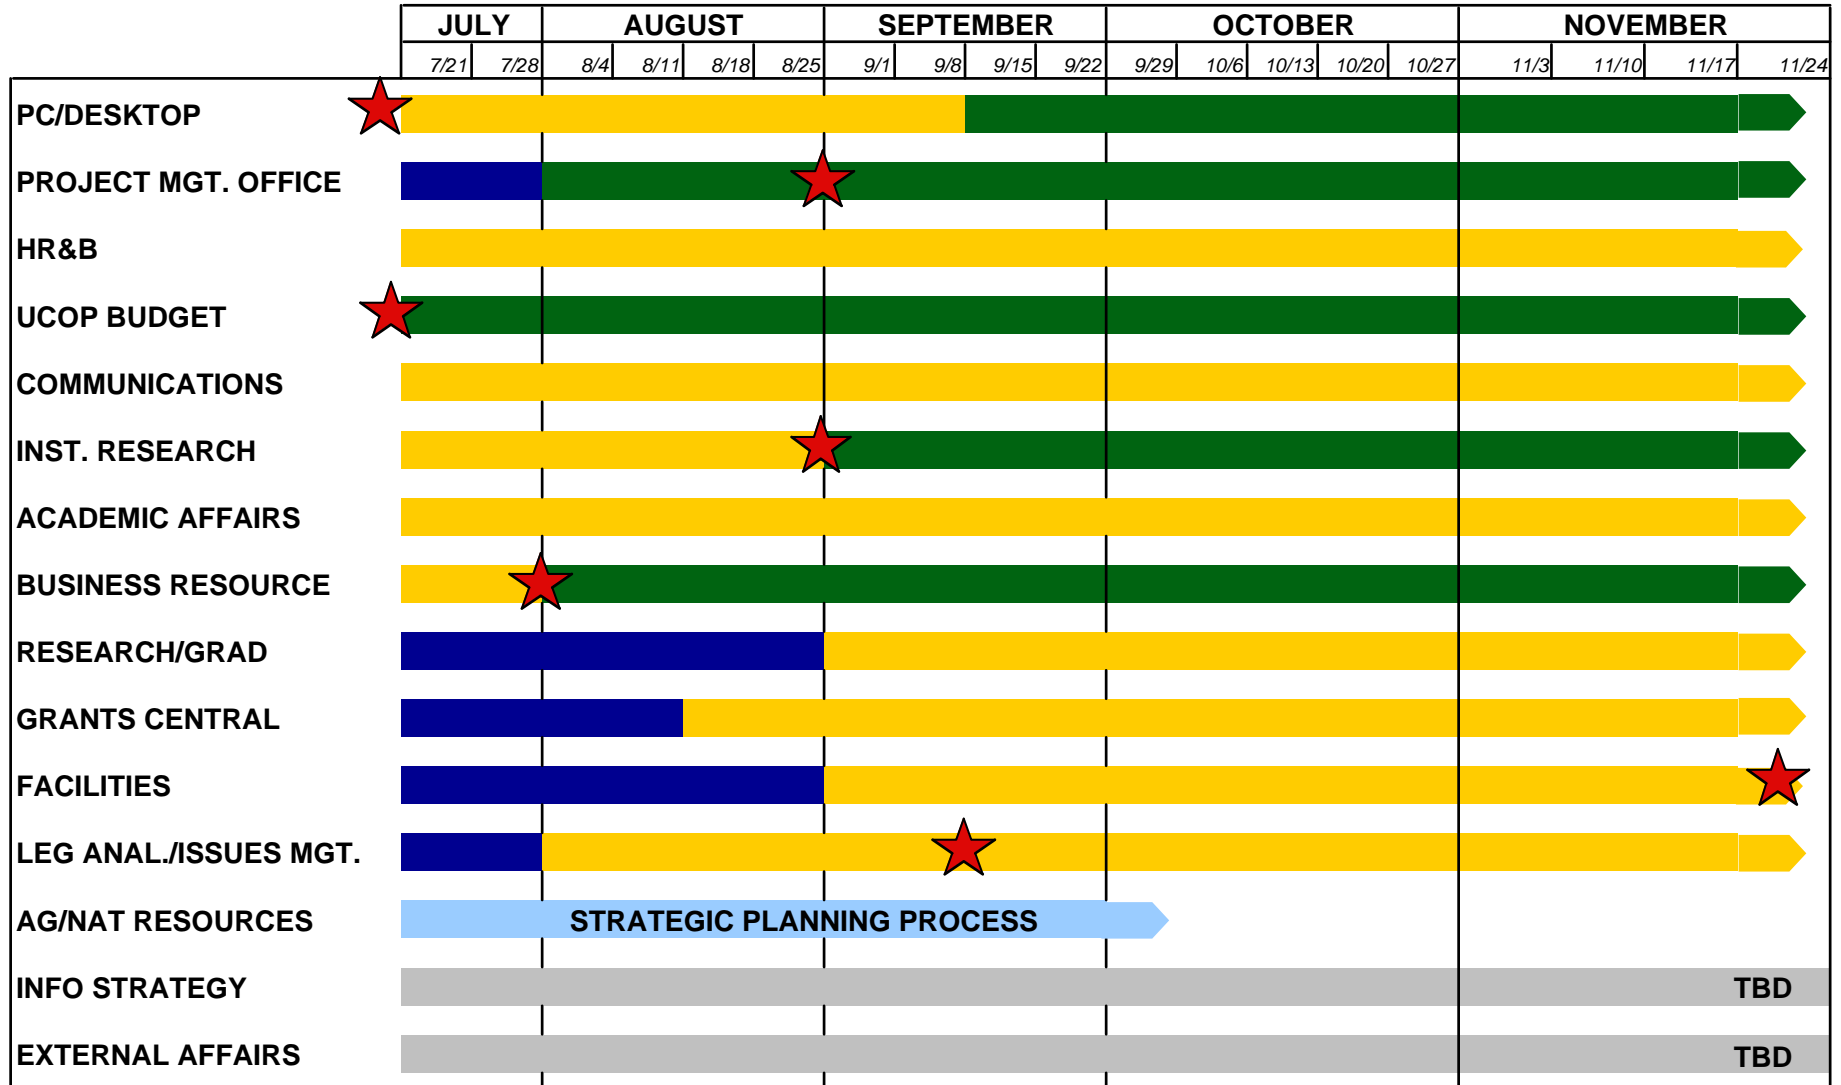 JULY AUGUST SEPTEMBER OCTOBER NOVEMBER
7/21 7/28 8/4 8/11 8/18 8/25 9/1 9/8 9/15 9/22 9/29 10/6 10/13 10/20 10/27 11/3 11/10 11/17 11/24
PC/DESKTOP
PROJECT MGT. OFFICE
HR&B
UCOP BUDGET
COMMUNICATIONS
INST. RESEARCH
ACADEMIC AFFAIRS
BUSINESS RESOURCE
RESEARCH/GRAD
GRANTS CENTRAL
FACILITIES
LEG ANAL./ISSUES MGT.
AG/NAT RESOURCES STRATEGIC PLANNING PROCESS
INFO STRATEGY TBD
EXTERNAL AFFAIRS TBD